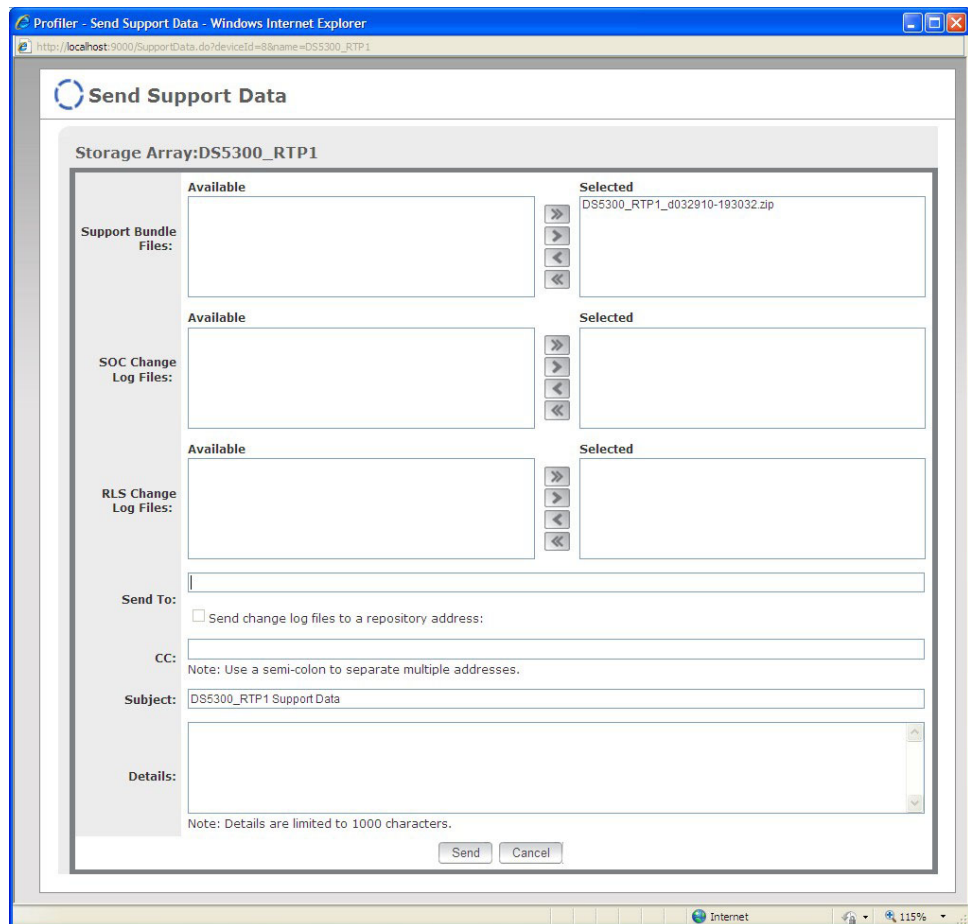 Profiler - Send Support Data - Windows Internet Explorer
http://localhost:9000/SupportData.do?deviceId=8&name=DS5300_RTP1
Send Support Data
Storage Array:DS5300_RTP1
Available
Selected
Support Bundle
Files:
DS5300_RTP1_d032910-193032.zip
Available
Selected
SOC Change
Log Files:
Available
Selected
RLS Change
Log Files:
Send To:
Send change log files to a repository address:
CC:
Note: Use a semi-colon to separate multiple addresses.
Subject:
DS5300_RTP1 Support Data
Details:
Note: Details are limited to 1000 characters.
Send
Cancel
Internet
115%